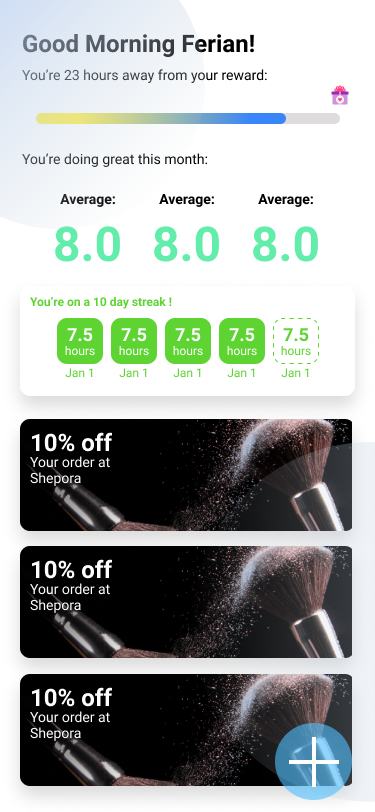 Good Morning Ferian!
You're 23 hours away from your reward:
You're doing great this month:
Average: Average: Average:
8.0 8.0 8.0
You're on a 10 day streak !
7.5 7.5 7.5 7.5 7.5
hours hours hours hours hours
Jan 1 Jan 1 Jan 1 Jan 1 Jan 1
10% off
Your order at
Shepora
10% off
Your order at
Shepora
10% off
Your order at
Shepora